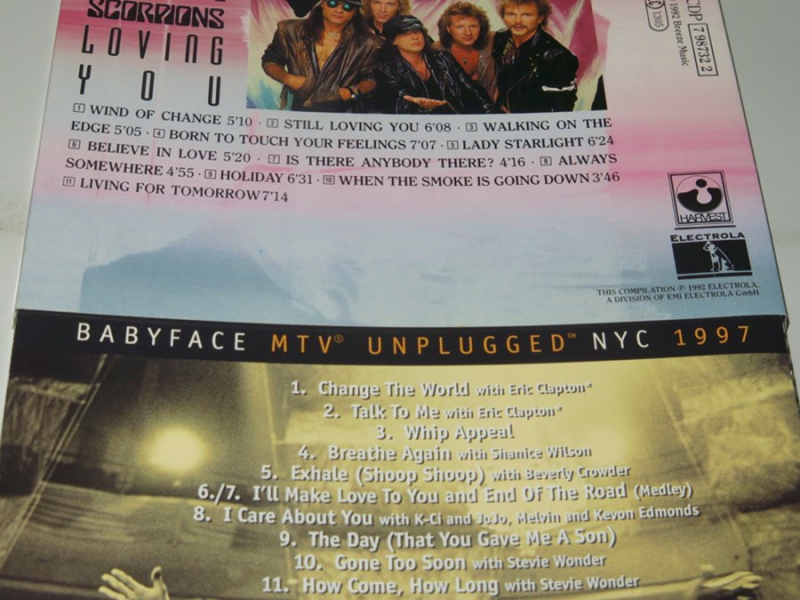 SCORPIONS
LOVING
YOU
1305
1992 Breeze Music
CDP 7 98732 2
1 WIND OF CHANGE 5'10 · 2 STILL LOVING YOU 6'08 · 3 WALKING ON THE
EDGE 5'05 · 4 BORN TO TOUCH YOUR FEELINGS 7'07 · 5 LADY STARLIGHT 6'24
6 BELIEVE IN LOVE 5'20 · 7 IS THERE ANYBODY THERE? 4'16 · 8 ALWAYS
SOMEWHERE 4'55 · 9 HOLIDAY 6'31 · 10 WHEN THE SMOKE IS GOING DOWN 3'46
11 LIVING FOR TOMORROW 7'14
HARVEST
ELECTROLA
THIS COMPILATION ℗ 1992 ELECTROLA,
A DIVISION OF EMI ELECTROLA GmbH
BABYFACE MTV® UNPLUGGED™ NYC 1997
1. Change The World with Eric Clapton*
2. Talk To Me with Eric Clapton*
3. Whip Appeal
4. Breathe Again with Shanice Wilson
5. Exhale (Shoop Shoop) with Beverly Crowder
6./7. I'll Make Love To You and End Of The Road (Medley)
8. I Care About You with K-Ci and JoJo, Melvin and Kevon Edmonds
9. The Day (That You Gave Me A Son)
10. Gone Too Soon with Stevie Wonder
11. How Come, How Long with Stevie Wonder